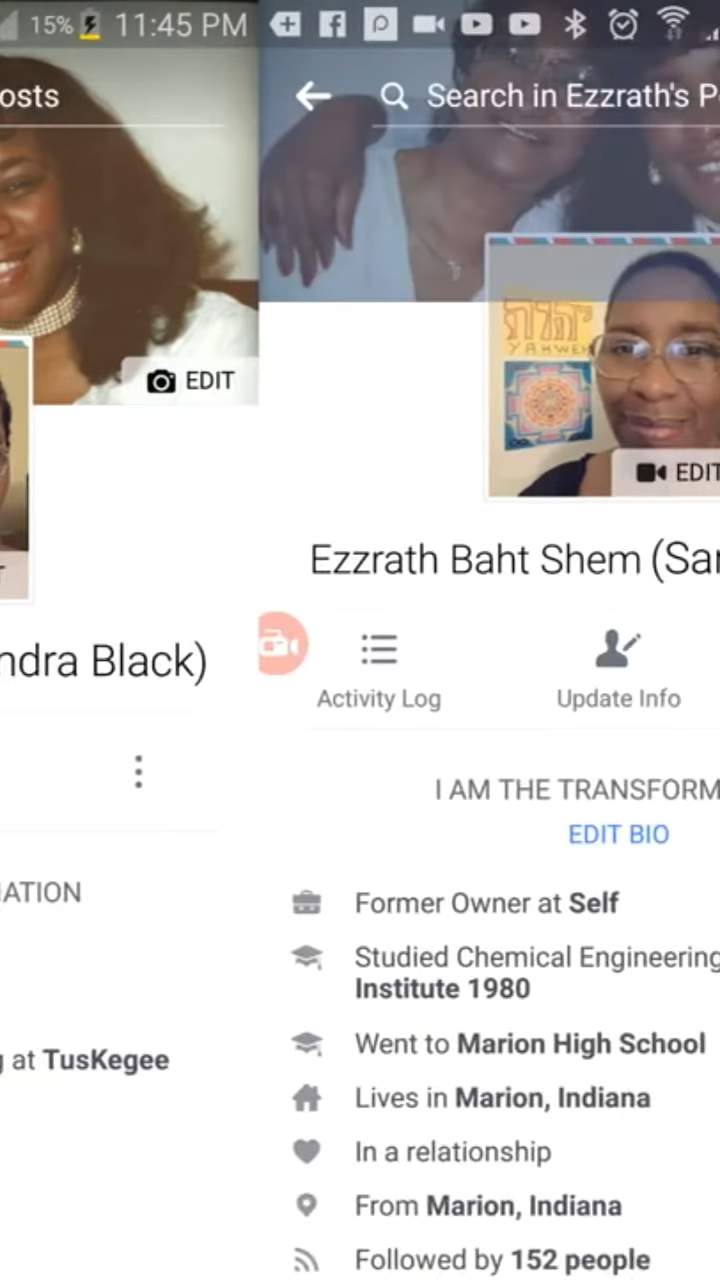 15% 11:45 PM
osts
Search in Ezzrath's P
EDIT
יהוה
YAHWEH
EDIT
Ezzrath Baht Shem (Sar
ndra Black)
Activity Log
Update Info
I AM THE TRANSFORM
EDIT BIO
ATION
Former Owner at Self
Studied Chemical Engineering
Institute 1980
g at TusKegee
Went to Marion High School
Lives in Marion, Indiana
In a relationship
From Marion, Indiana
Followed by 152 people